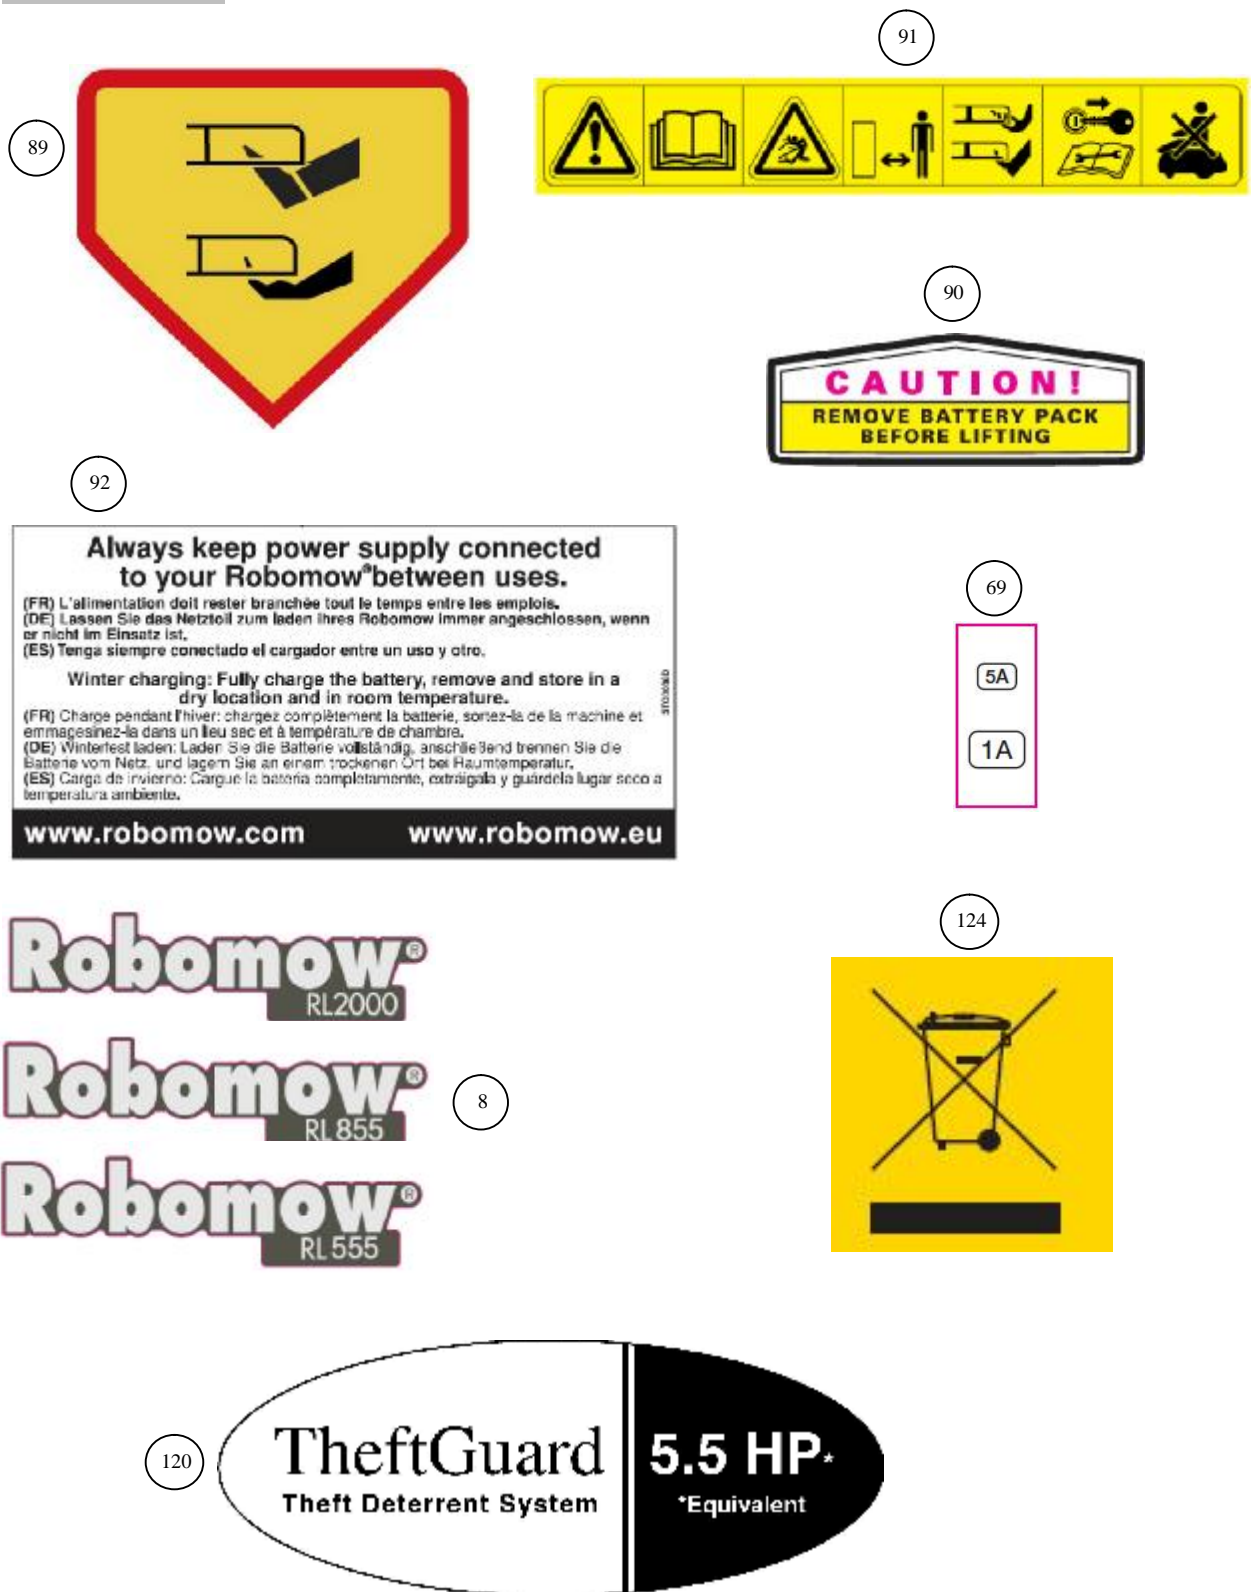 91
89
90
CAUTION!
REMOVE BATTERY PACK
BEFORE LIFTING
92
Always keep power supply connected
to your Robomow® between uses.
(FR) L'alimentation doit rester branchée tout le temps entre les emplois.
(DE) Lassen Sie das Netzteil zum laden Ihres Robomow immer angeschlossen, wenn
er nicht im Einsatz ist.
(ES) Tenga siempre conectado el cargador entre un uso y otro.
Winter charging: Fully charge the battery, remove and store in a
dry location and in room temperature.
(FR) Charge pendant l'hiver: chargez complètement la batterie, sortez-la de la machine et
emmagesinez-la dans un lieu sec et à température de chambre.
(DE) Winterfest laden: Laden Sie die Batterie vollständig, anschließend trennen Sie die
Batterie vom Netz, und lagern Sie an einem trockenen Ort bei Raumtemperatur.
(ES) Carga de invierno: Cargue la batería completamente, extráigala y guárdela lugar seco a
temperatura ambiente.
www.robomow.com www.robomow.eu
69
5A
1A
Robomow®
RL2000
Robomow®
RL855
8
Robomow®
RL555
124
120
TheftGuard
Theft Deterrent System
5.5 HP*
*Equivalent